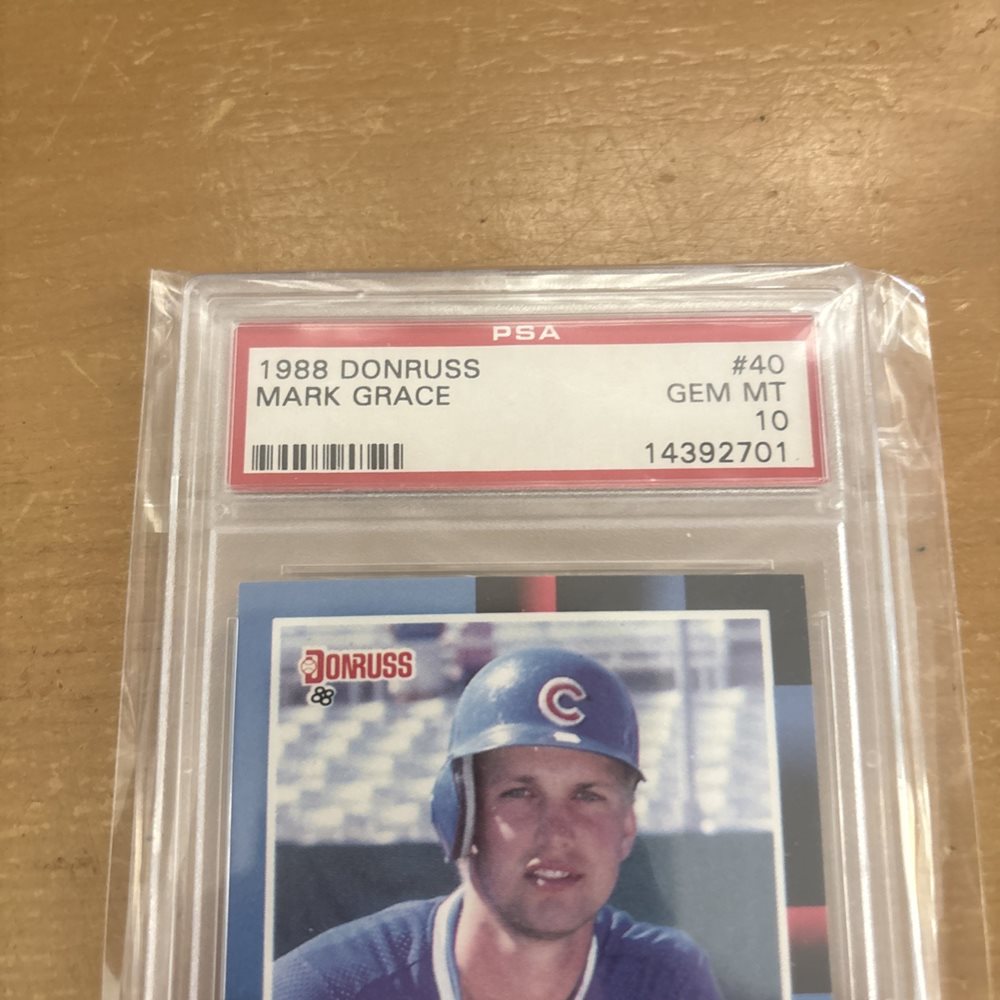 PSA
1988 DONRUSS #40
MARK GRACE GEM MT
10
14392701
DONRUSS
88
C